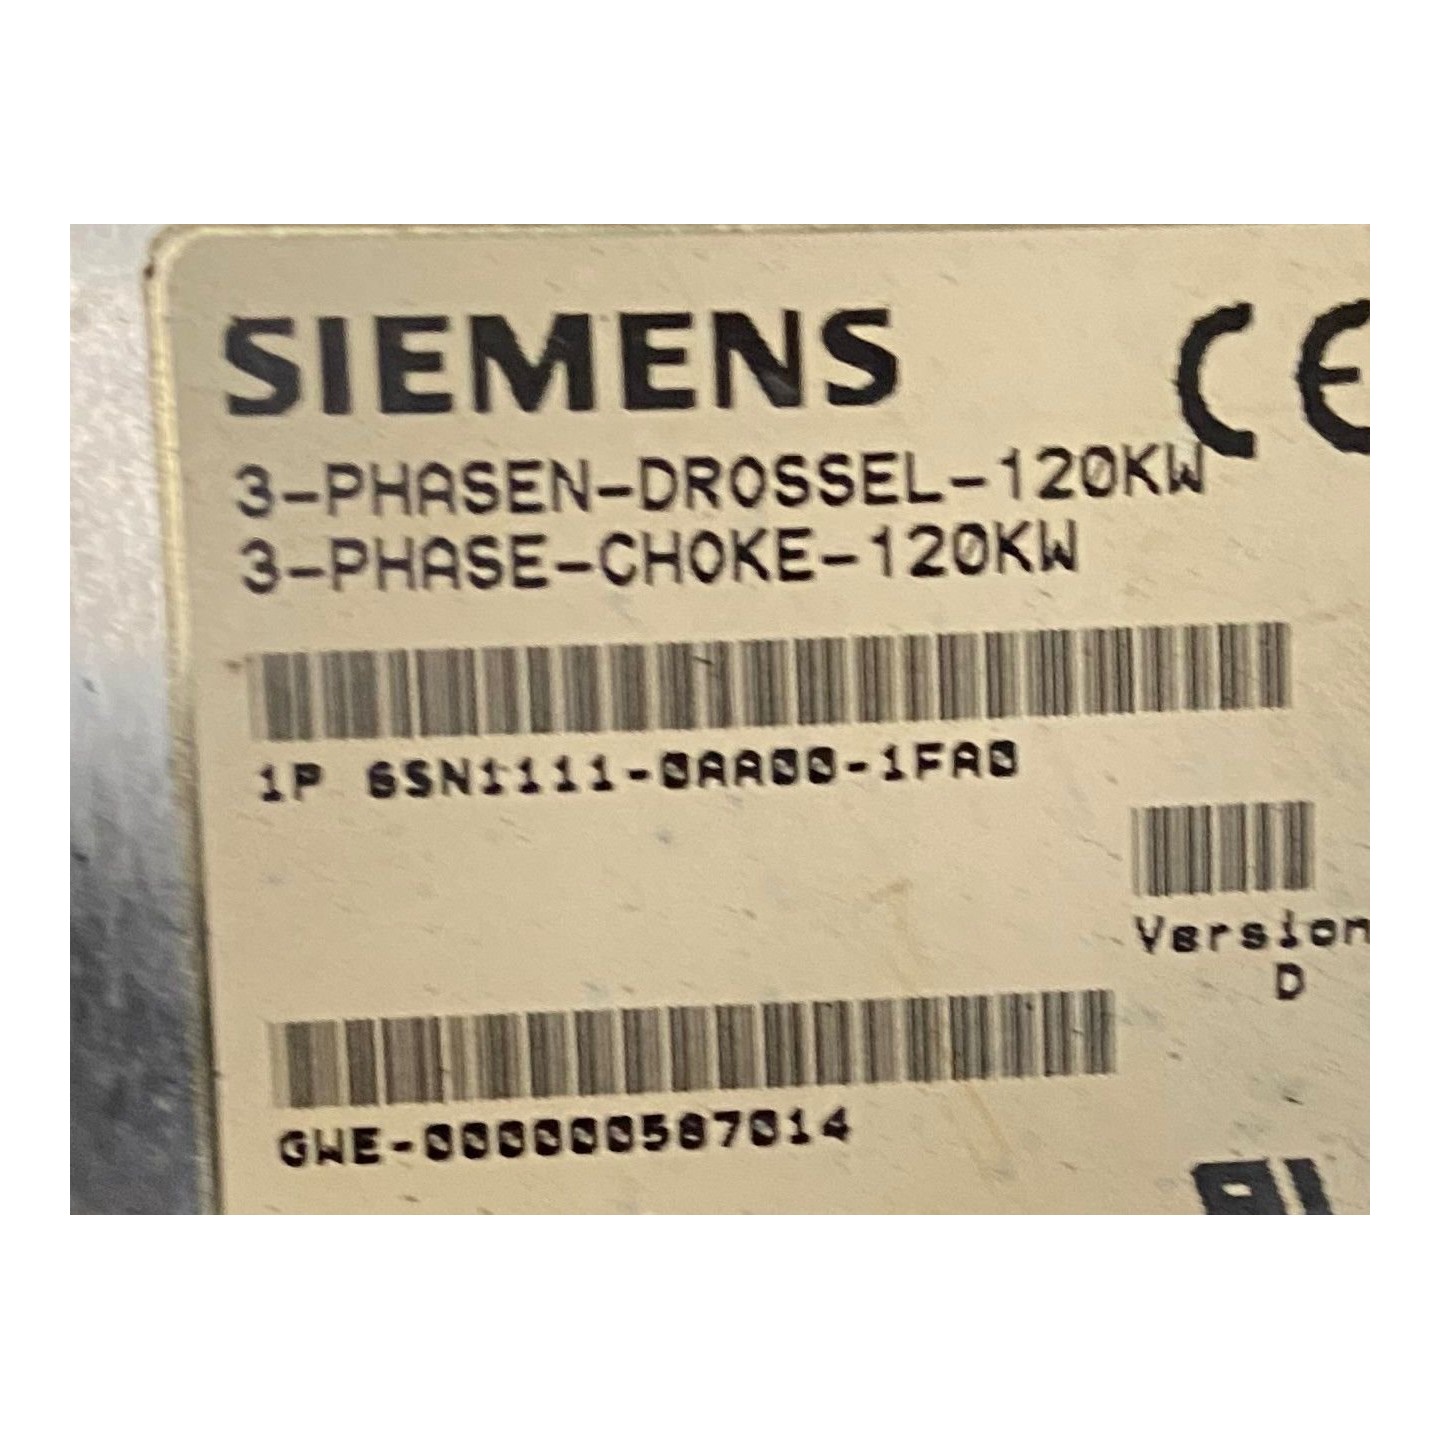 SIEMENS CE
3-PHASEN-DROSSEL-120KW
3-PHASE-CHOKE-120KW
1P 6SN1111-0AA00-1FA0
Version
D
GWE-000000587014